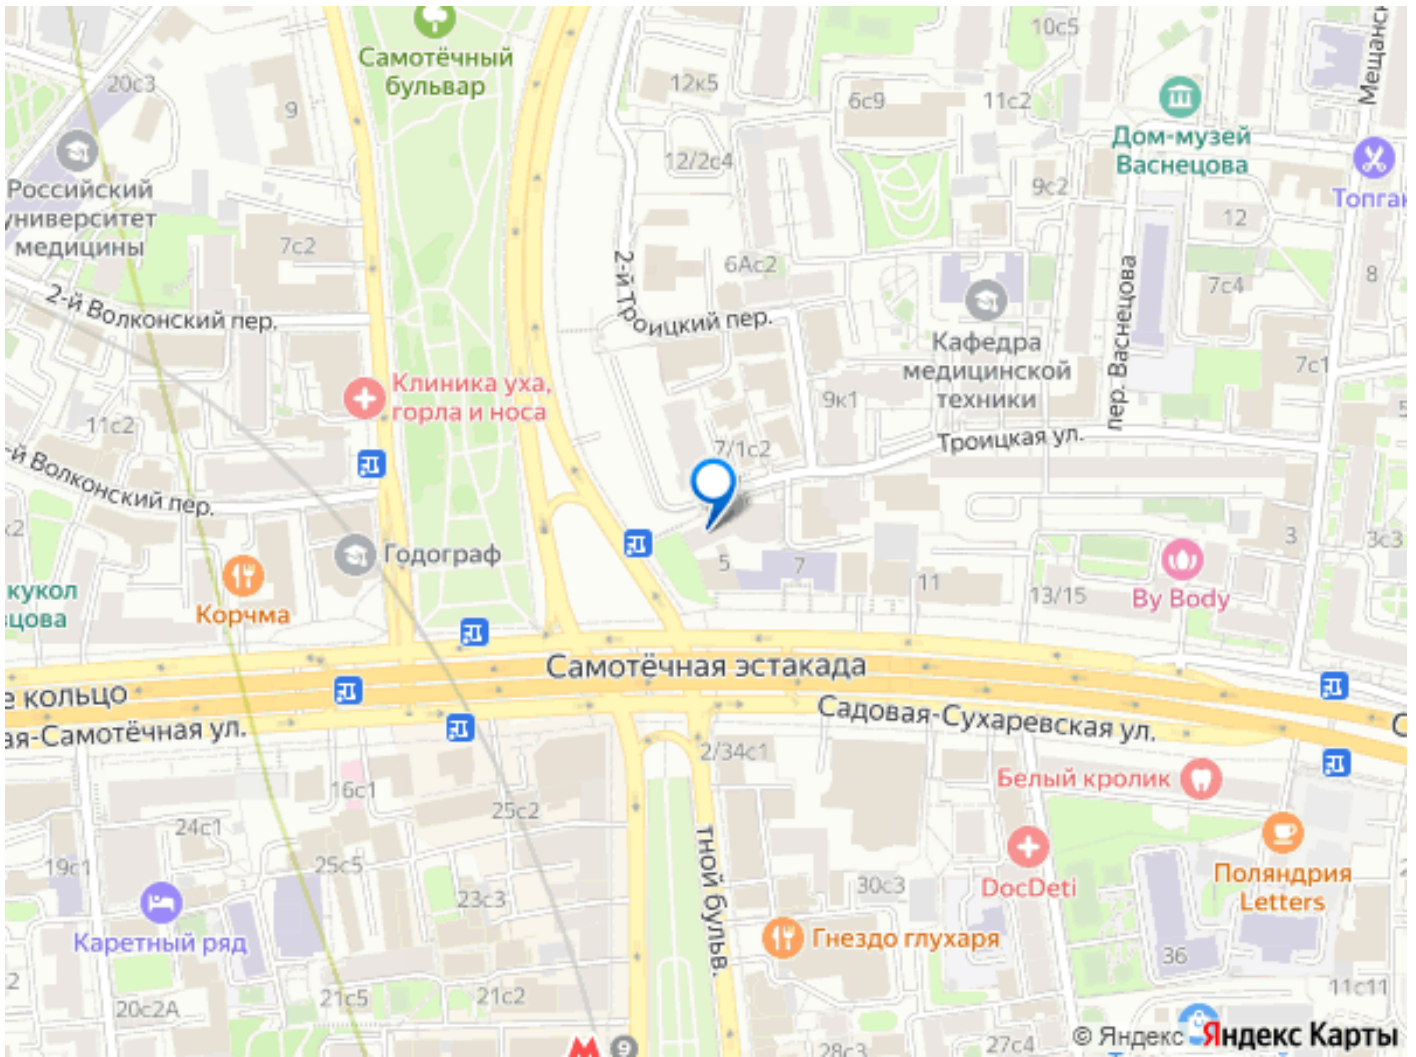 Самотёчный
бульвар
10с5
Мещанск
20с3
9
12к5
6с9
11с2
Дом-музей
Васнецова
12/2с4
9с2
Топган
Российский
университет
медицины
7с2
12
6Ас2
8
7с4
2-й Троицкий пер.
2-й Волконский пер.
пер. Васнецова
Кафедра
медицинской
техники
7с1
Клиника уха,
горла и носа
9к1
11с2
Троицкая ул.
7/1с2
-й Волконский пер.
3
3с3
Годограф
5
7
11
13/15
By Body
кукол
Корчма
Самотёчная эстакада
е кольцо
ая-Самотёчная ул.
Садовая-Сухаревская ул.
2/34с1
Белый кролик
16с1
25с2
24с1
тной бульв.
19с1
25с5
DocDeti
Поляндрия
Letters
23с3
30с3
Каретный ряд
Гнездо глухаря
36
20с2А
21с5
21с2
11с11
9
28с3
27с4
© Яндекс
Яндекс Карты